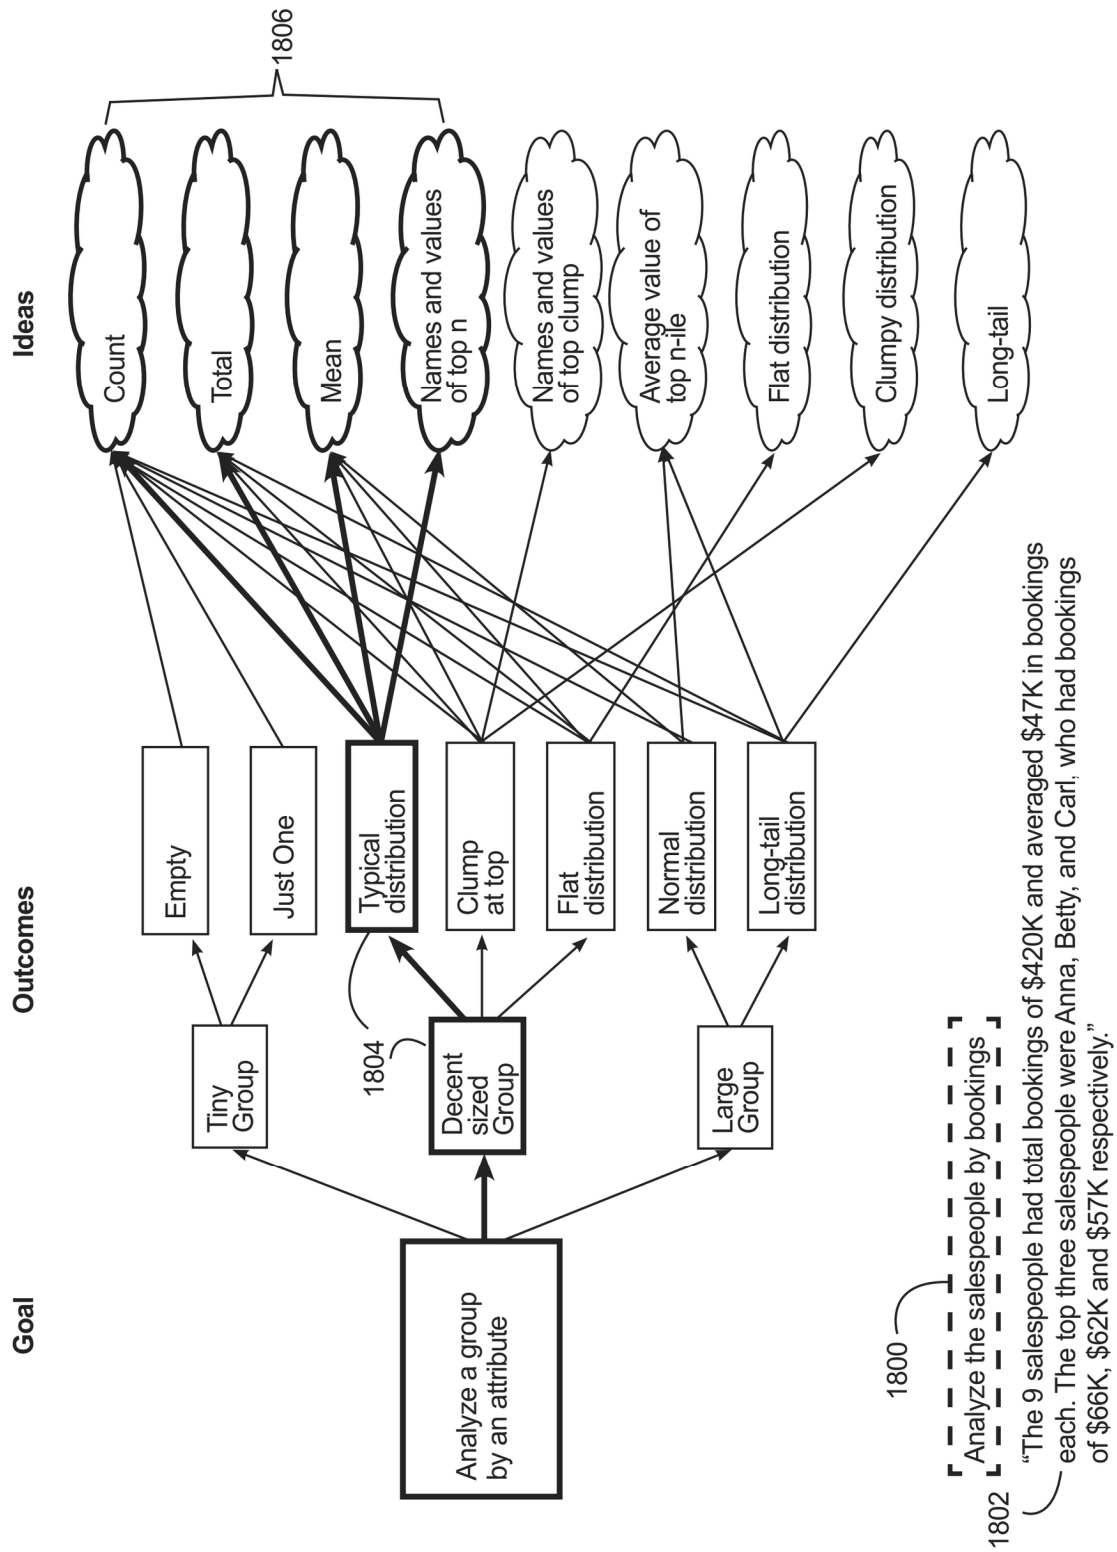 Goal
Outcomes
Ideas
Analyze a group
by an attribute
Tiny
Group
Decent
sized
Group
Large
Group
1804
Empty
Just One
Typical
distribution
Clump
at top
Flat
distribution
Normal
distribution
Long-tail
distribution
Count
Total
Mean
Names and values
of top n
Names and values
of top clump
Average value of
top n-ile
Flat distribution
Clumpy distribution
Long-tail
1806
1800
Analyze the salespeople by bookings
1802
“The 9 salespeople had total bookings of $420K and averaged $47K in bookings
each. The top three salespeople were Anna, Betty, and Carl, who had bookings
of $66K, $62K and $57K respectively.”